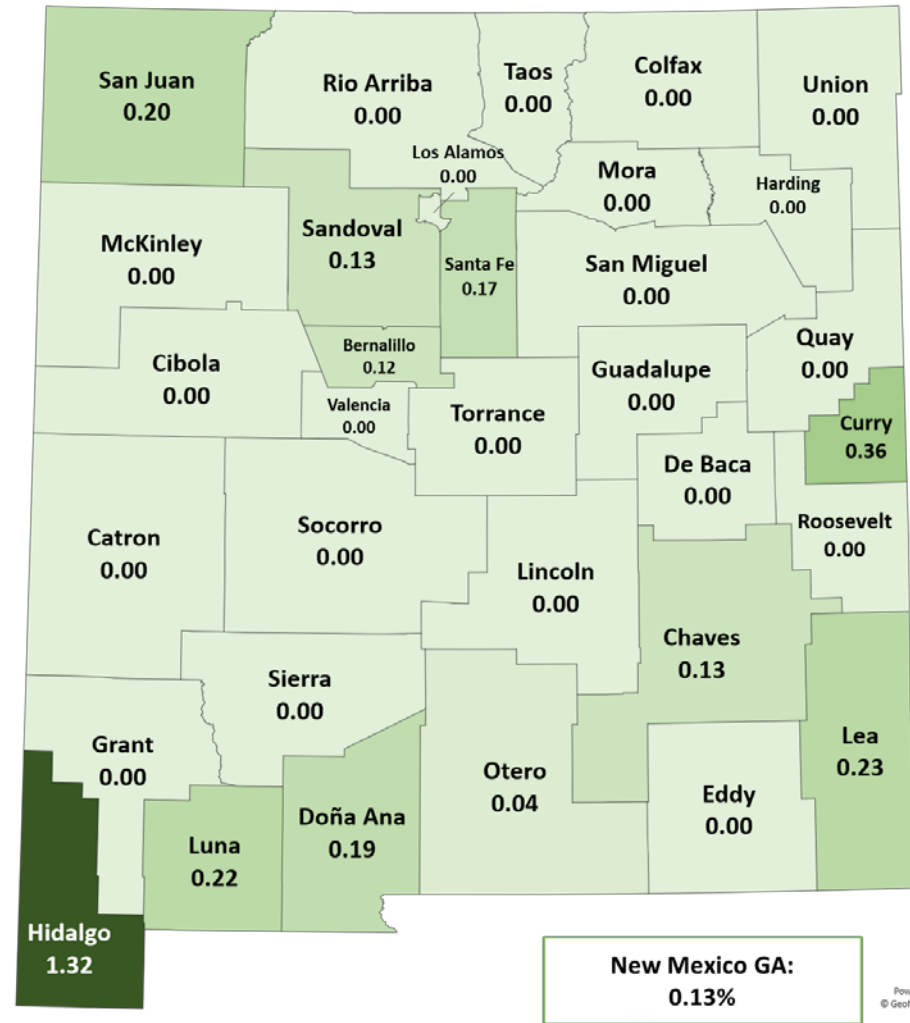 San Juan
0.20
Rio Arriba
0.00
Taos
0.00
Colfax
0.00
Union
0.00
Los Alamos
0.00
Mora
0.00
Harding
0.00
McKinley
0.00
Sandoval
0.13
Santa Fe
0.17
San Miguel
0.00
Cibola
0.00
Bernalillo
0.12
Valencia
0.00
Torrance
0.00
Guadalupe
0.00
Quay
0.00
Curry
0.36
De Baca
0.00
Roosevelt
0.00
Catron
0.00
Socorro
0.00
Lincoln
0.00
Chaves
0.13
Sierra
0.00
Grant
0.00
Luna
0.22
Doña Ana
0.19
Otero
0.04
Eddy
0.00
Lea
0.23
Hidalgo
1.32
New Mexico GA:
0.13%